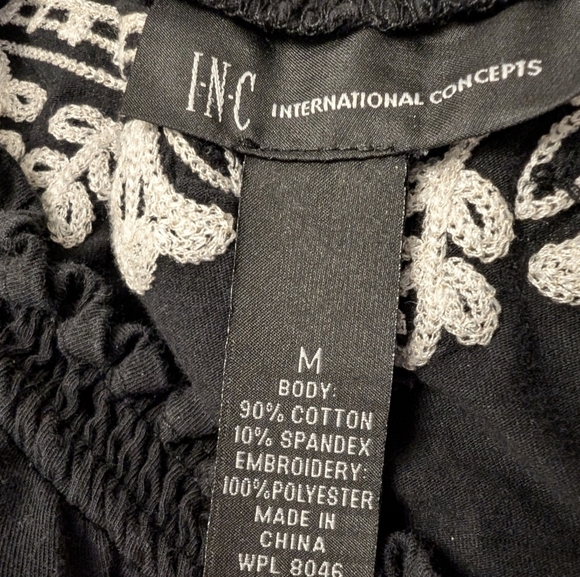 I·N·C INTERNATIONAL CONCEPTS
M
BODY:
90% COTTON
10% SPANDEX
EMBROIDERY:
100%POLYESTER
MADE IN
CHINA
WPL 8046